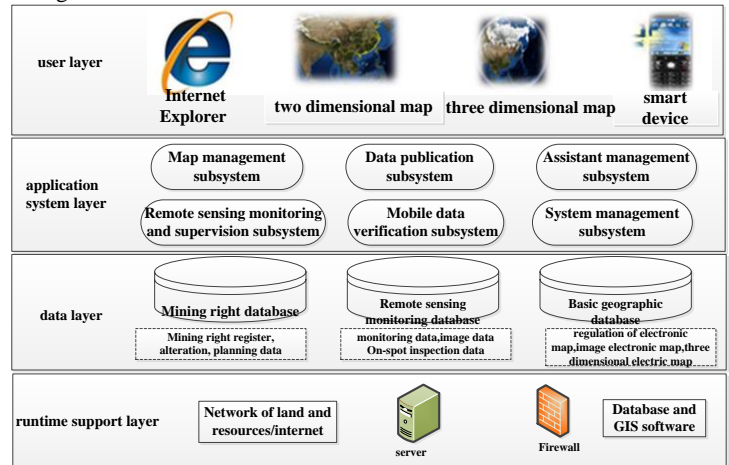 user layer
Internet
Explorer
two dimensional map
three dimensional map
smart
device
application
system layer
Map management
subsystem
Data publication
subsystem
Assistant management
subsystem
Remote sensing monitoring
and supervision subsystem
Mobile data
verification subsystem
System management
subsystem
data layer
Mining right database
Remote sensing
monitoring database
Basic geographic
database
Mining right register,
alteration, planning data
monitoring data,image data
On-spot inspection data
regulation of electronic
map,image electronic map,three
dimensional electric map
runtime support layer
Network of land and
resources/internet
server
Firewall
Database and
GIS software